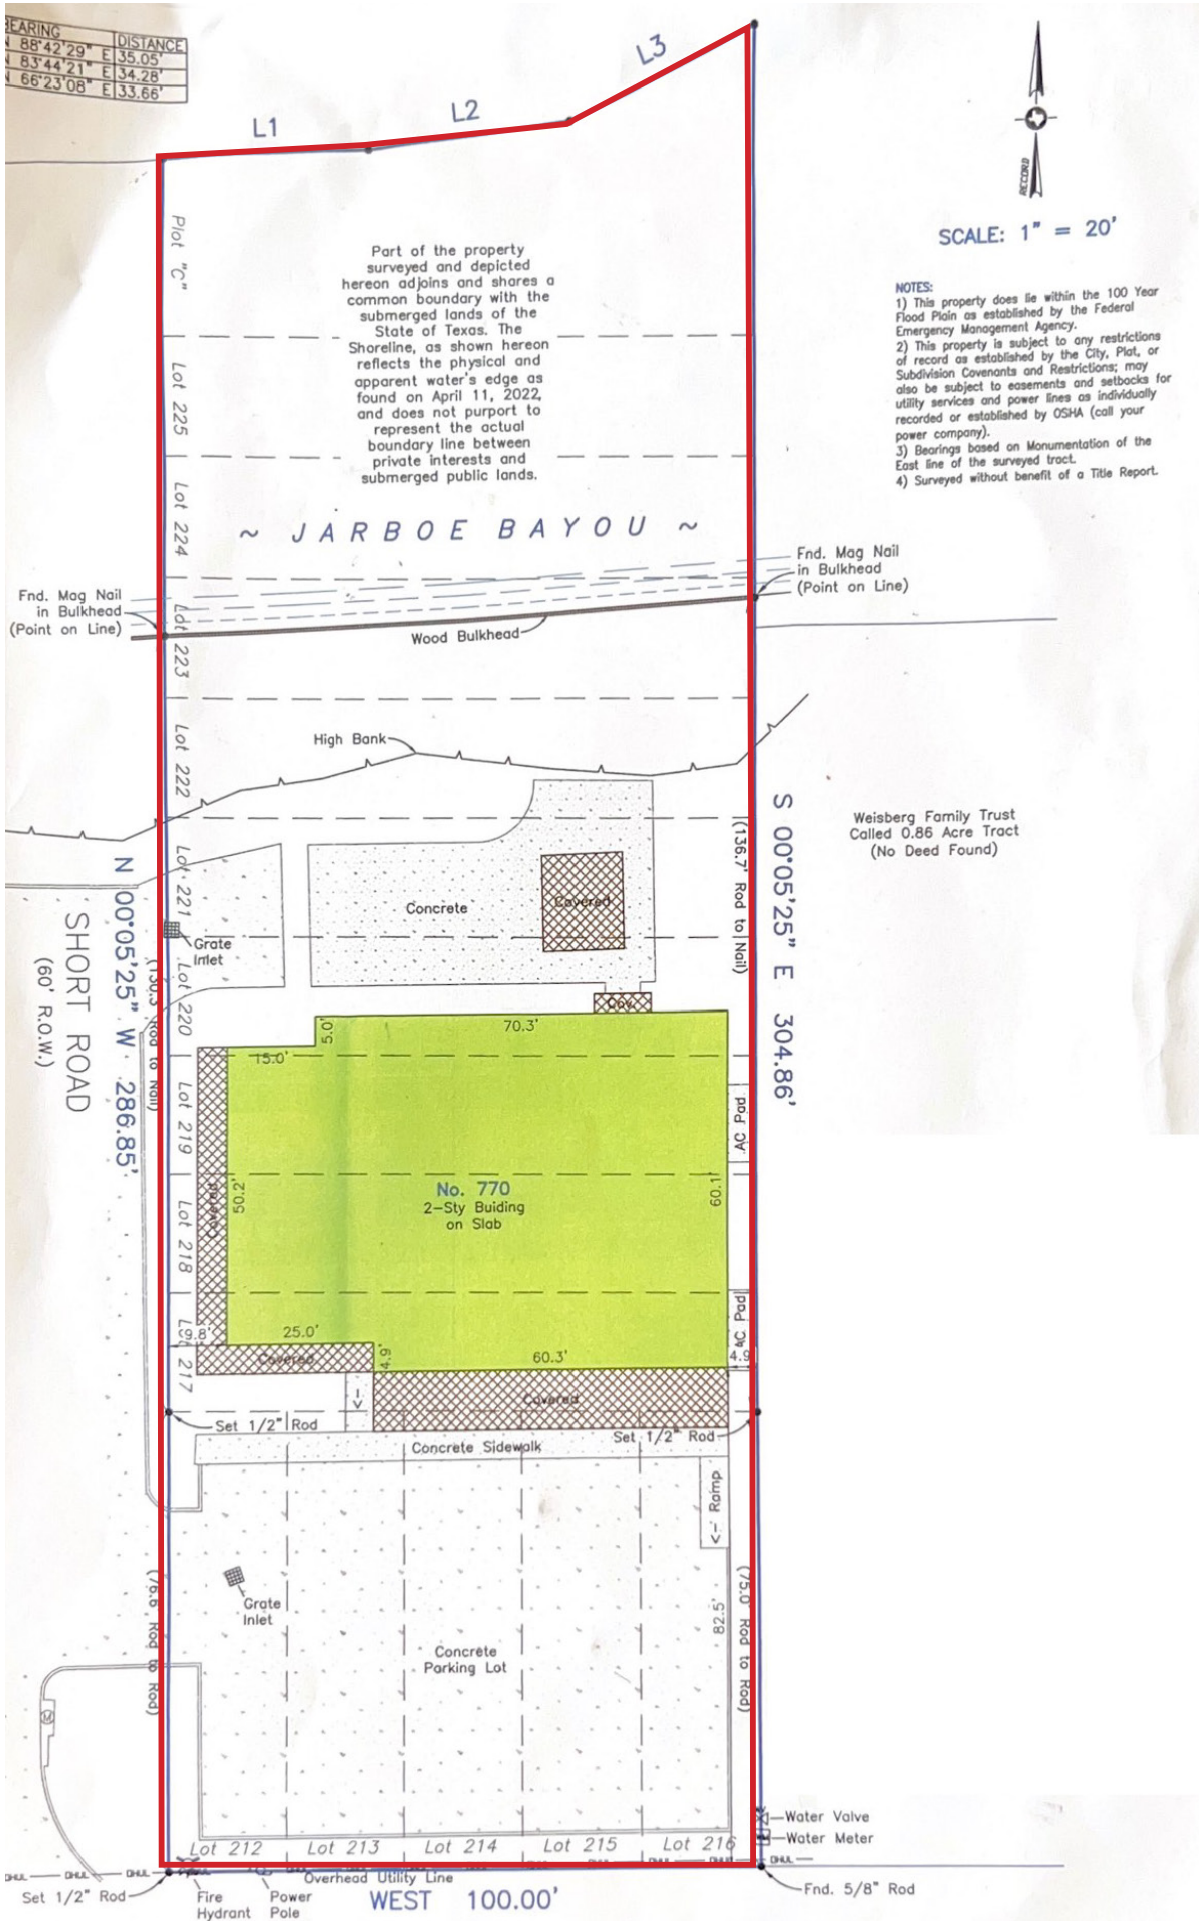 BEARING DISTANCE
N 88°42'29" E 35.05'
N 83°44'21" E 34.28'
N 66°23'08" E 33.66'
L1
L2
L3
RECORD
SCALE: 1" = 20'
NOTES:
1) This property does lie within the 100 Year
Flood Plain as established by the Federal
Emergency Management Agency.
2) This property is subject to any restrictions
of record as established by the City, Plat, or
Subdivision Covenants and Restrictions; may
also be subject to easements and setbacks for
utility services and power lines as individually
recorded or established by OSHA (call your
power company).
3) Bearings based on Monumentation of the
East line of the surveyed tract.
4) Surveyed without benefit of a Title Report.
Plot "C"
Part of the property
surveyed and depicted
hereon adjoins and shares a
common boundary with the
submerged lands of the
State of Texas. The
Shoreline, as shown hereon
reflects the physical and
apparent water's edge as
found on April 11, 2022,
and does not purport to
represent the actual
boundary line between
private interests and
submerged public lands.
Lot 225
Lot 224
~ JARBOE BAYOU ~
Fnd. Mag Nail
in Bulkhead
(Point on Line)
Fnd. Mag Nail
in Bulkhead
(Point on Line)
Lot 223
Wood Bulkhead
High Bank
Lot 222
S 00°05'25" E 304.86'
(136.7' Rod to Nail)
Weisberg Family Trust
Called 0.86 Acre Tract
(No Deed Found)
N 00°05'25" W 286.85'
SHORT ROAD
(60' R.O.W.)
Lot 221
Concrete
Covered
Grate
Inlet
Lot 220
(130.3' Rod to Nail)
Cov.
5.0'
70.3'
15.0'
Lot 219
AC Pad
50.2'
Covered
No. 770
2-Sty Buiding
on Slab
60.1'
Lot 218
AC Pad
9.8'
25.0'
Lot 217
Covered
4.9'
60.3'
4.9'
Covered
Set 1/2" Rod
Set 1/2" Rod
Concrete Sidewalk
<- Ramp
Grate
Inlet
Concrete
Parking Lot
82.5'
(76.6' Rod to Rod)
(75.0' Rod to Rod)
M
Water Valve
Water Meter
Lot 212 Lot 213 Lot 214 Lot 215 Lot 216
OHUL OHUL OHUL OHUL
Set 1/2" Rod
Fire
Hydrant
Power
Pole
Overhead Utility Line
WEST 100.00'
Fnd. 5/8" Rod